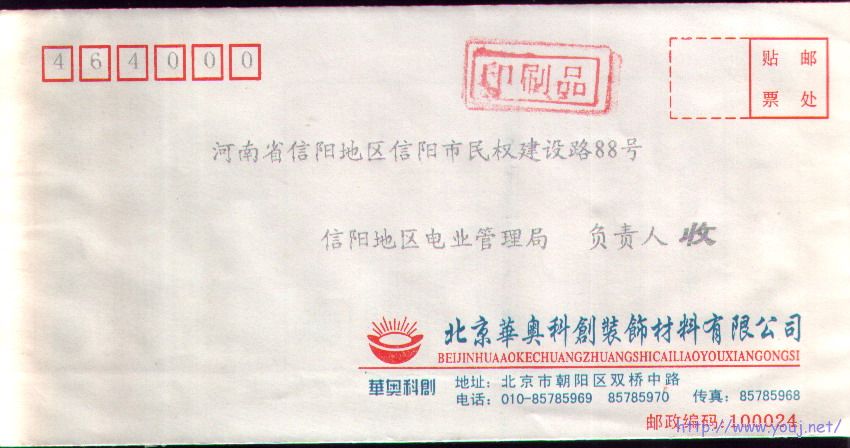 464000
印刷品
贴 邮
票 处
河南省信阳地区信阳市民权建设路88号
信阳地区电业管理局 负责人 收
北京華奥科創裝飾材料有限公司
BEIJINHUAAOKECHUANGZHUANGSHICAILIAOYOUXIANGONGSI
華奥科創
地址：北京市朝阳区双桥中路
电话：010-85785969 85785970 传真：85785968
邮政编码：100024
http://www.youj.net/